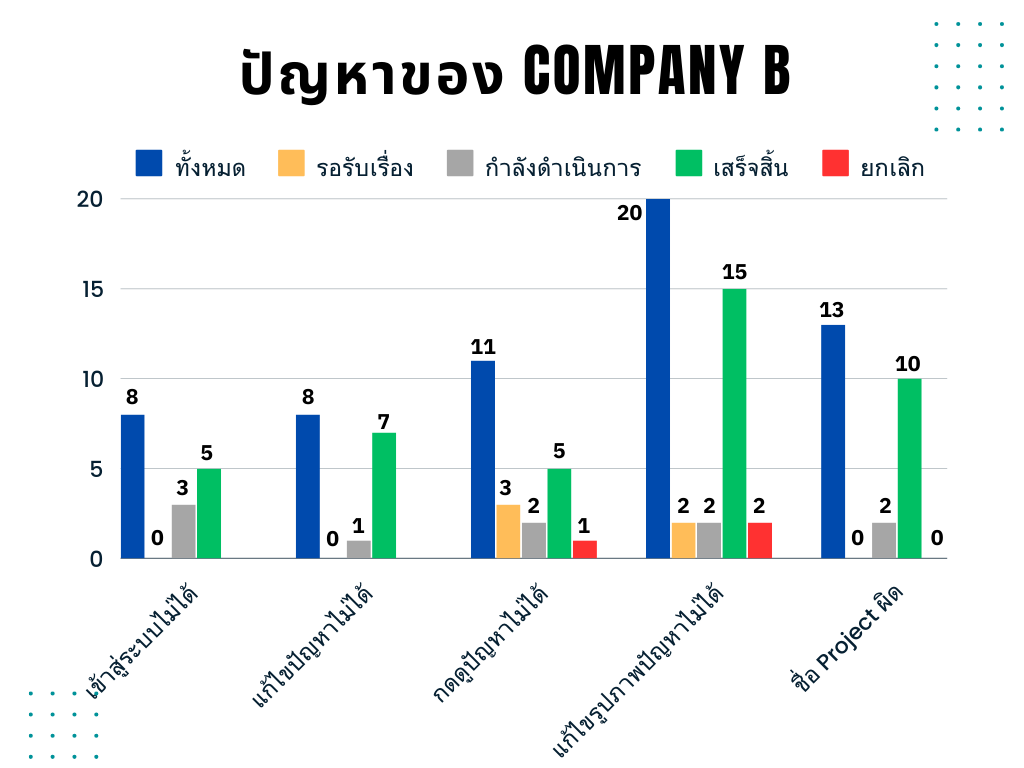 ปัญหาของ COMPANY B
ทั้งหมด รอรับเรื่อง กำลังดำเนินการ เสร็จสิ้น ยกเลิก
20
15
10
5
0
8 0 3 5
8 0 1 7
11 3 2 5 1
20 2 2 15 2
13 0 2 10 0
เข้าสู่ระบบไม่ได้
แก้ไขปัญหาไม่ได้
กดดูปัญหาไม่ได้
แก้ไขรูปภาพปัญหาไม่ได้
ชื่อ Project ผิด